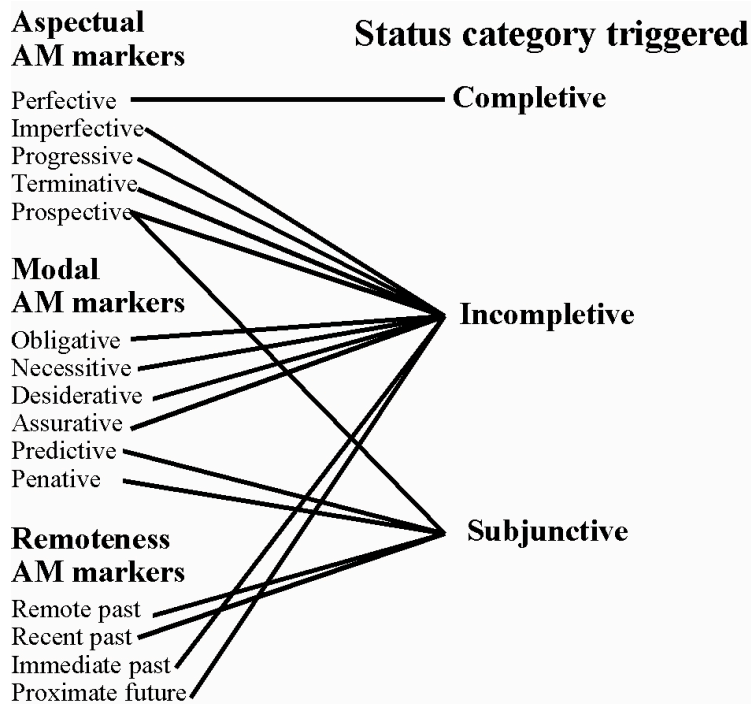 Aspectual
AM markers
Status category triggered
Perfective
Completive
Imperfective
Progressive
Terminative
Prospective
Modal
AM markers
Incompletive
Obligative
Necessitive
Desiderative
Assurative
Predictive
Penative
Subjunctive
Remoteness
AM markers
Remote past
Recent past
Immediate past
Proximate future